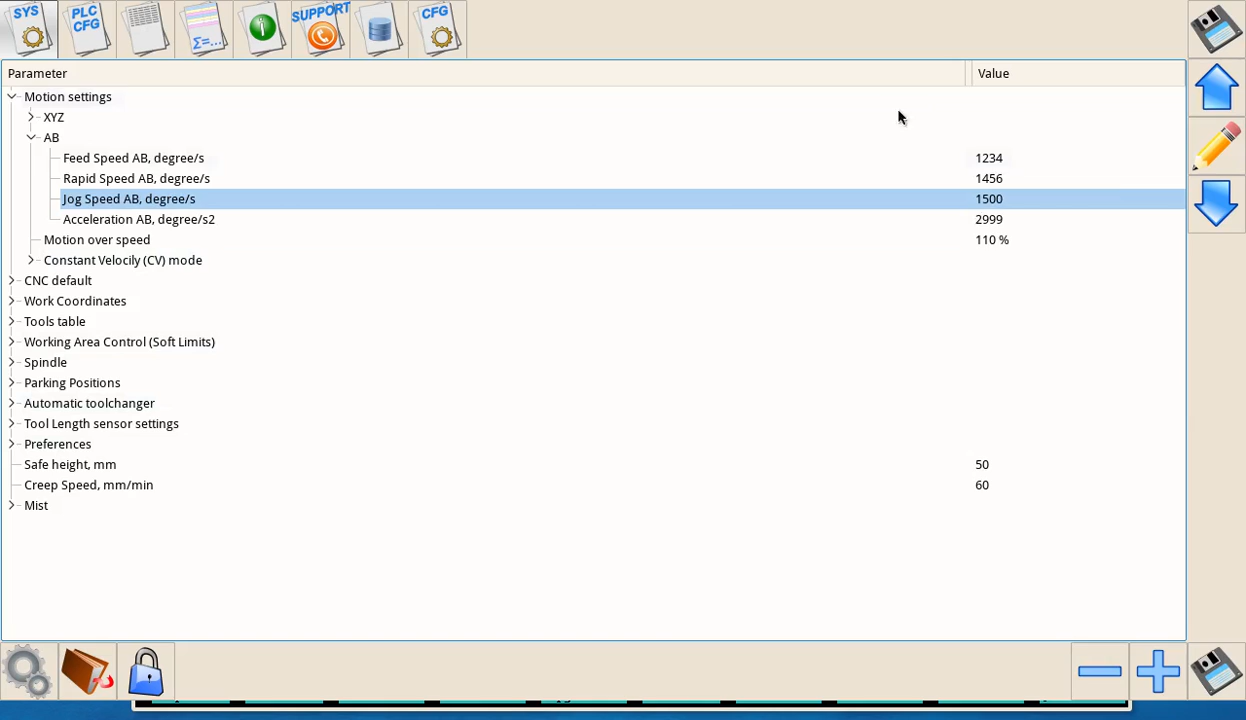 SYS
PLC
CFG
Σ=...
SUPPORT
CFG
Parameter Value
Motion settings
XYZ
AB
Feed Speed AB, degree/s 1234
Rapid Speed AB, degree/s 1456
Jog Speed AB, degree/s 1500
Acceleration AB, degree/s2 2999
Motion over speed 110 %
Constant Velocily (CV) mode
CNC default
Work Coordinates
Tools table
Working Area Control (Soft Limits)
Spindle
Parking Positions
Automatic toolchanger
Tool Length sensor settings
Preferences
Safe height, mm 50
Creep Speed, mm/min 60
Mist